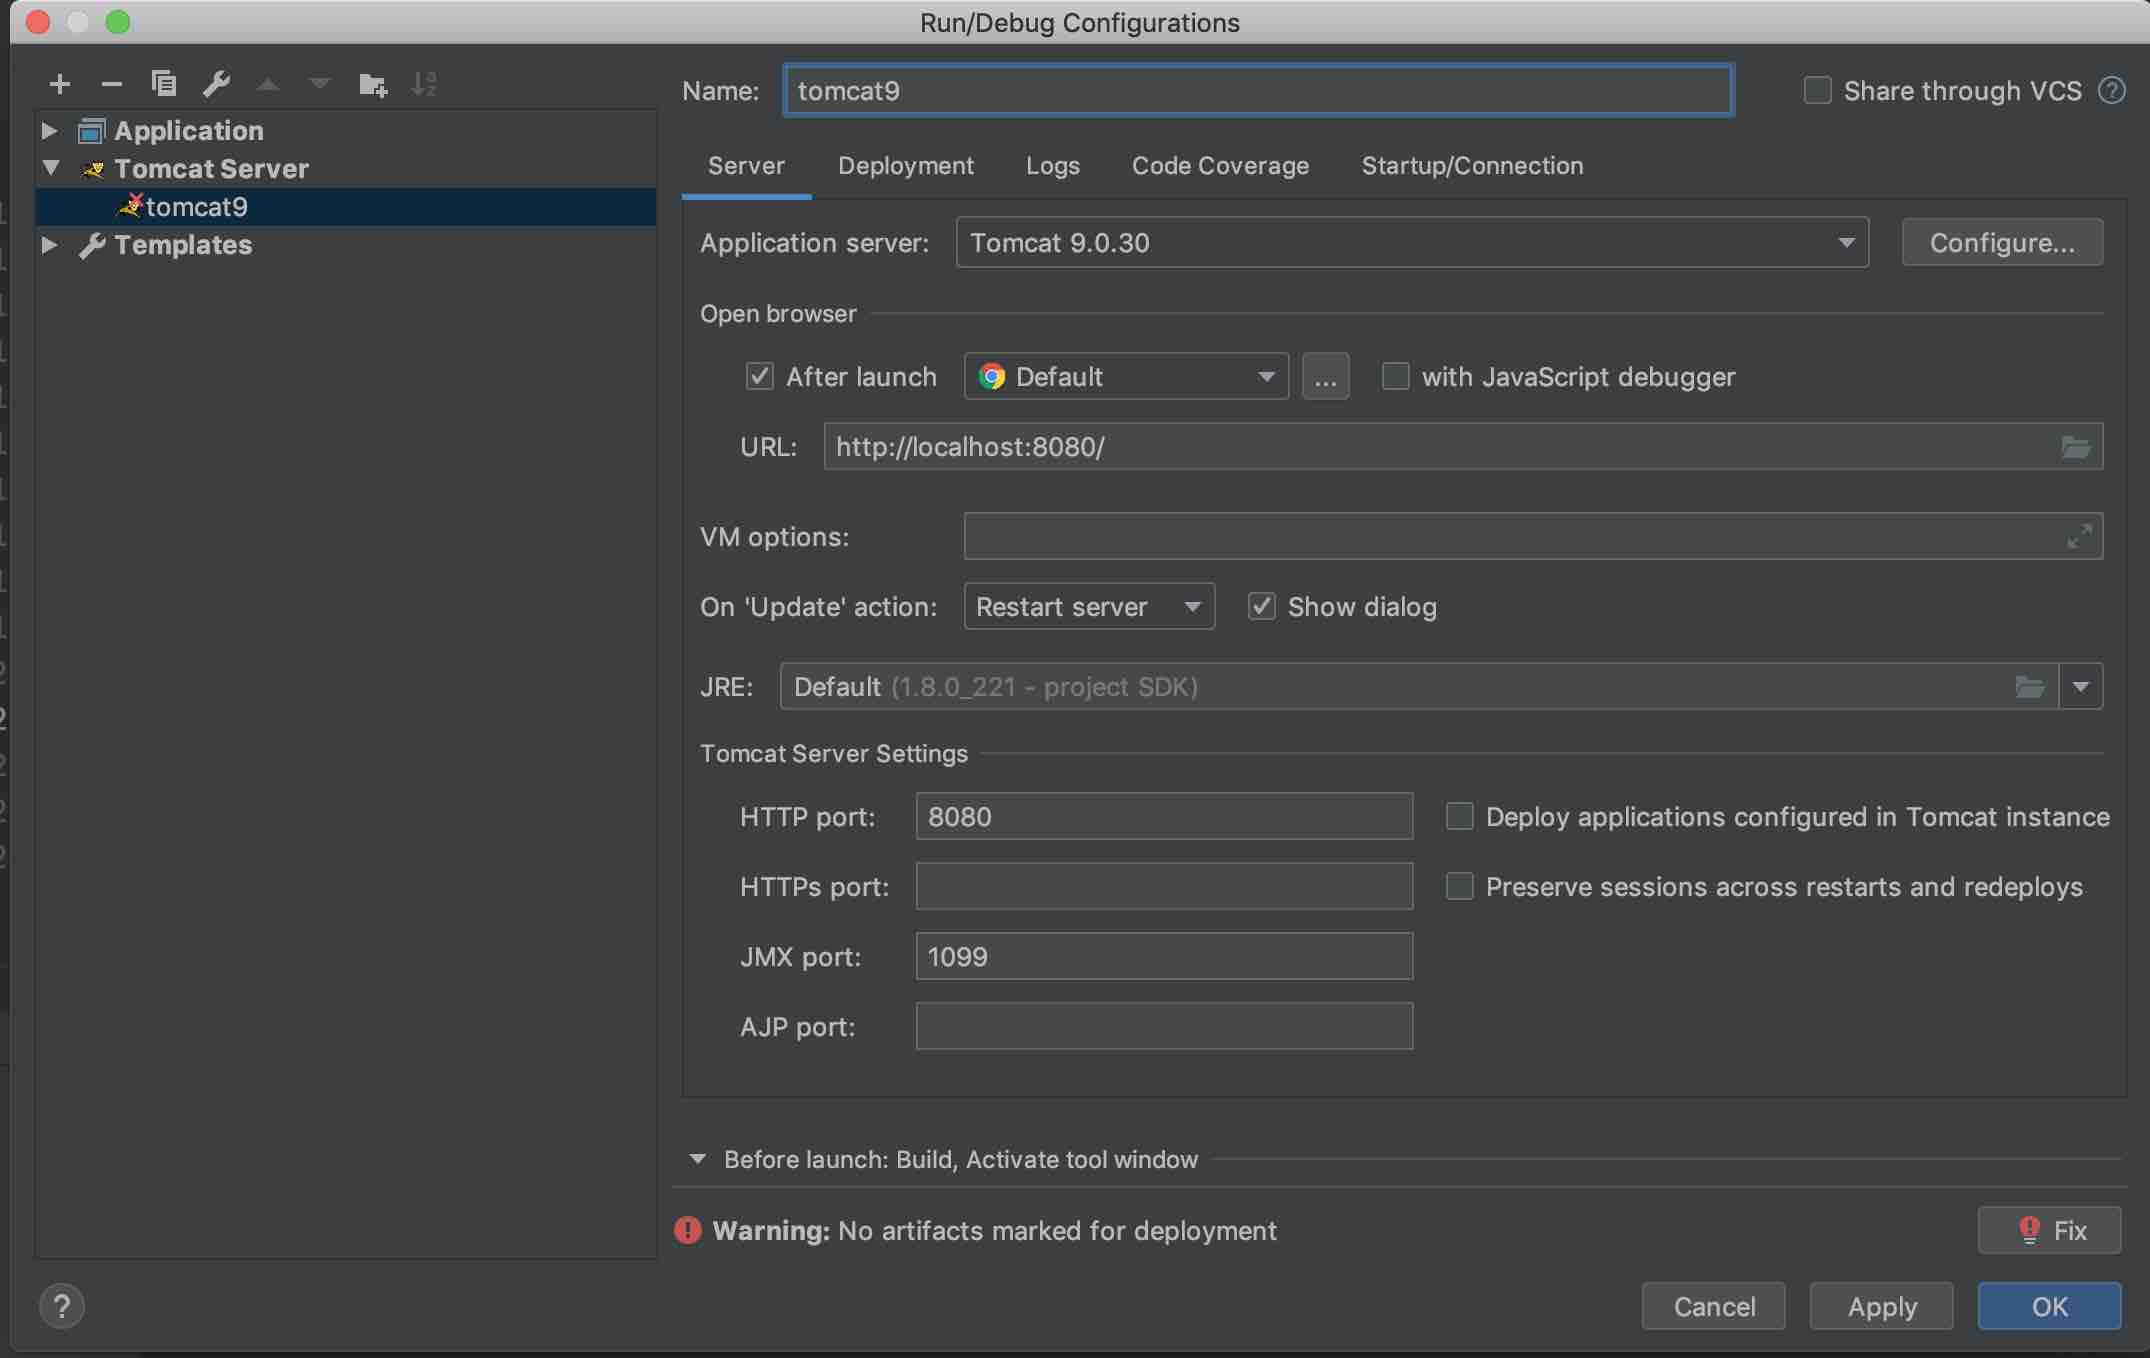 Run/Debug Configurations
Name: tomcat9 Share through VCS ?
Application
Tomcat Server
tomcat9
Templates
Server Deployment Logs Code Coverage Startup/Connection
Application server: Tomcat 9.0.30 Configure...
Open browser
After launch Default ... with JavaScript debugger
URL: http://localhost:8080/
VM options:
On 'Update' action: Restart server Show dialog
JRE: Default (1.8.0_221 - project SDK)
Tomcat Server Settings
HTTP port: 8080 Deploy applications configured in Tomcat instance
HTTPs port: Preserve sessions across restarts and redeploys
JMX port: 1099
AJP port:
Before launch: Build, Activate tool window
Warning: No artifacts marked for deployment Fix
? Cancel Apply OK